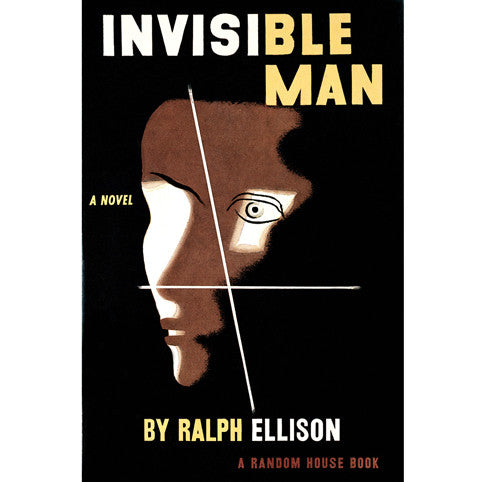 INVISIBLE
MAN
A NOVEL
BY RALPH ELLISON
A RANDOM HOUSE BOOK